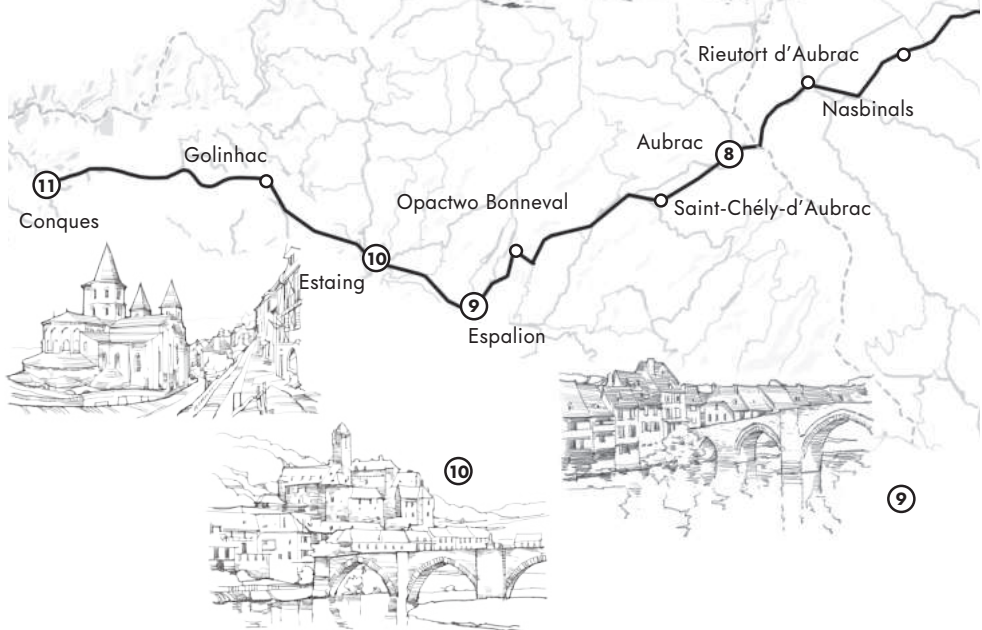 Rieutort d'Aubrac
Nasbinals
Aubrac
8
Golinhac
11
Opactwo Bonneval
Saint-Chély-d'Aubrac
Conques
10
Estaing
9
Espalion
10
9